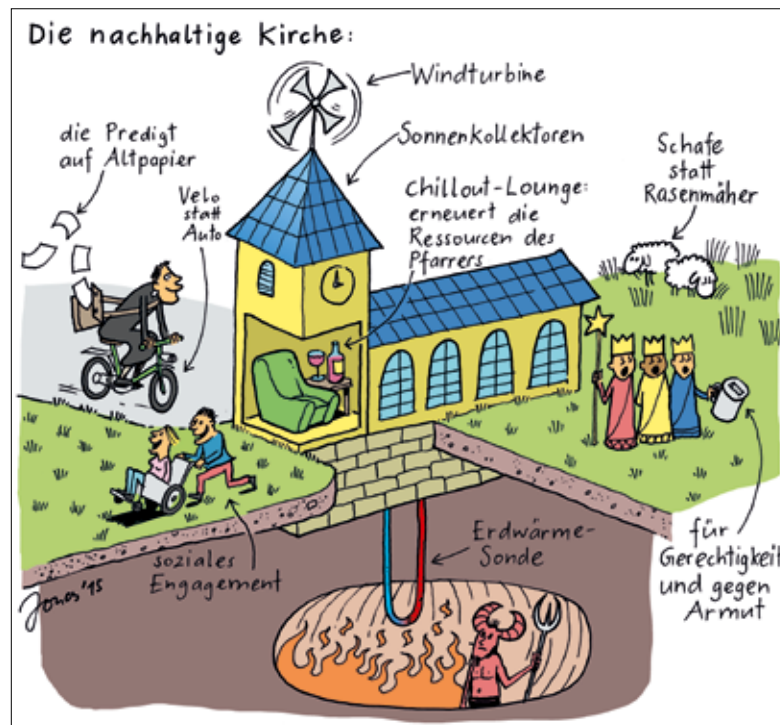 Die nachhaltige Kirche:
Windturbine
die Predigt
auf Altpapier
Sonnenkollektoren
Velo
statt
Auto
Chillout-Lounge:
erneuert die
Ressourcen des
Pfarrers
Schafe
statt
Rasenmäher
soziales
Engagement
Erdwärme-
Sonde
für
Gerechtigkeit
und gegen
Armut
Jonas '15